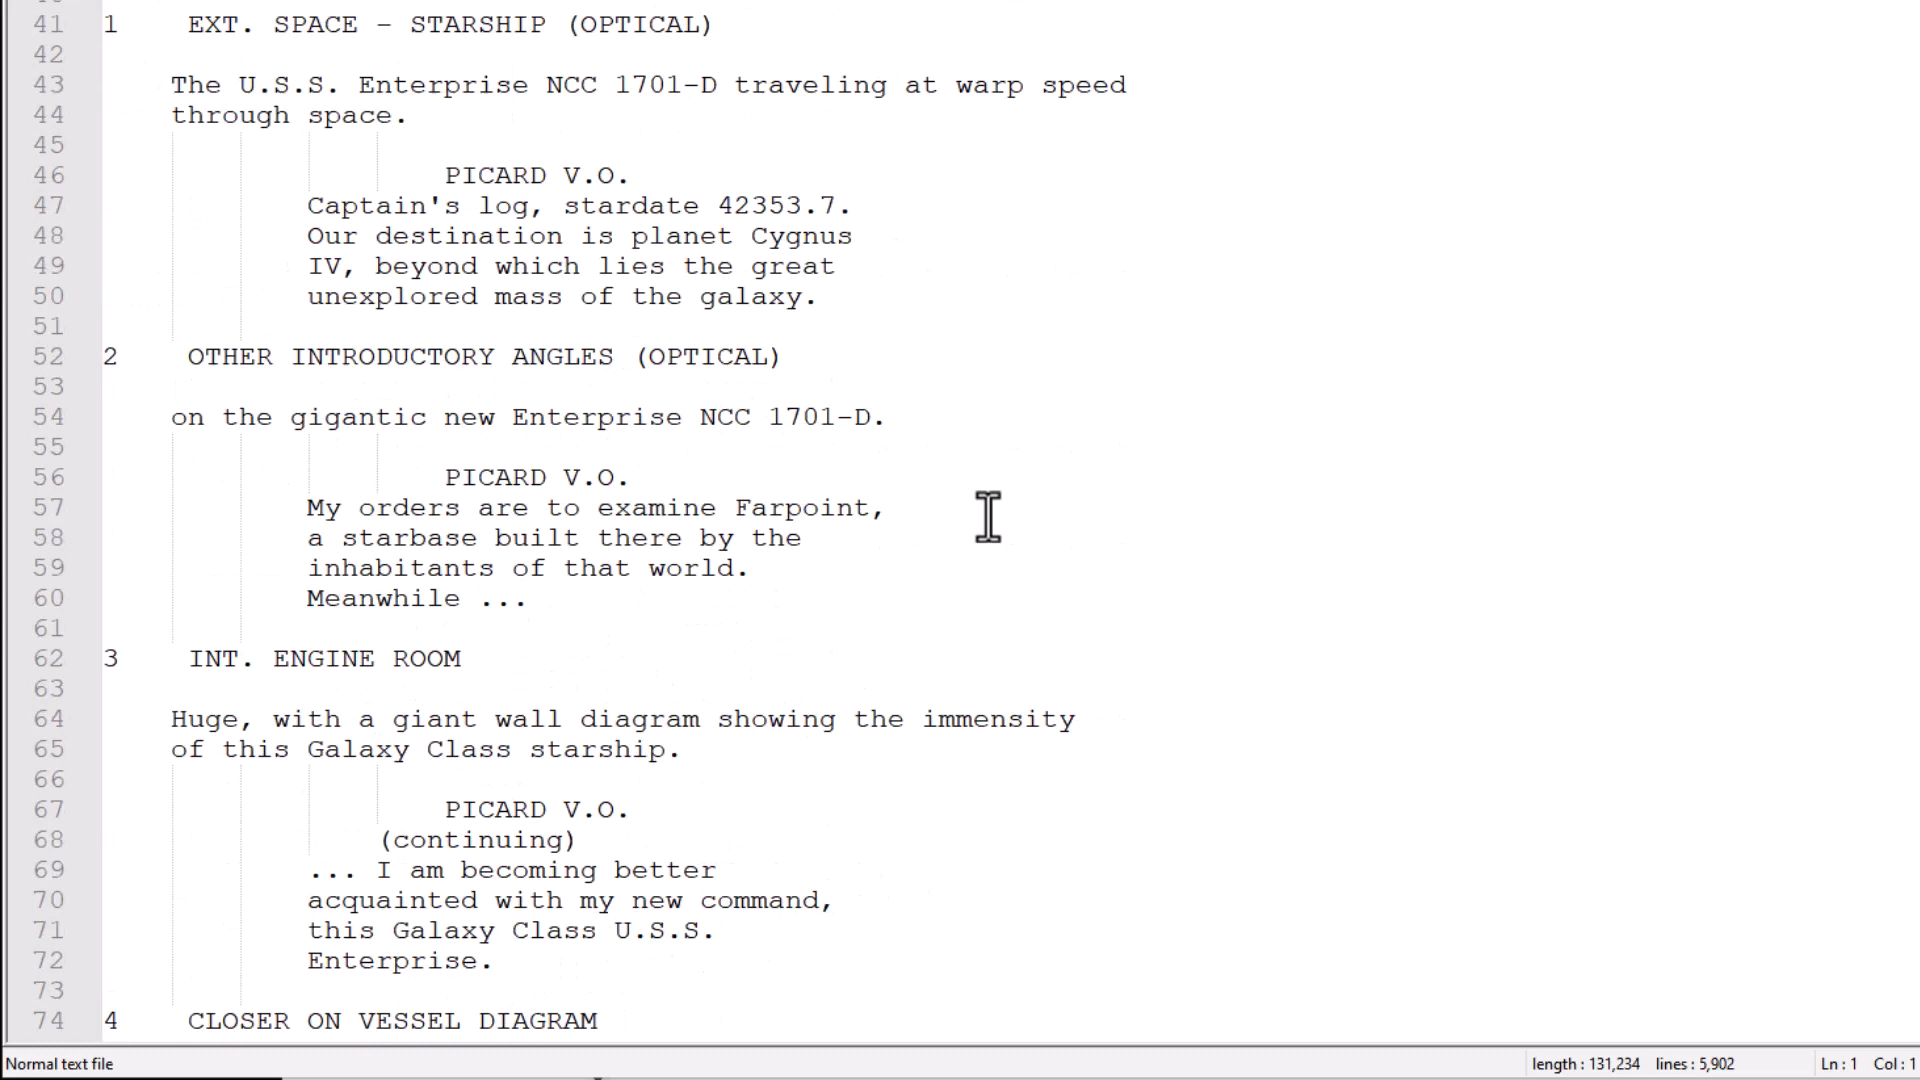 41 1 EXT. SPACE - STARSHIP (OPTICAL)
42
43 The U.S.S. Enterprise NCC 1701-D traveling at warp speed
44 through space.
45
46 PICARD V.O.
47 Captain's log, stardate 42353.7.
48 Our destination is planet Cygnus
49 IV, beyond which lies the great
50 unexplored mass of the galaxy.
51
52 2 OTHER INTRODUCTORY ANGLES (OPTICAL)
53
54 on the gigantic new Enterprise NCC 1701-D.
55
56 PICARD V.O.
57 My orders are to examine Farpoint,
58 a starbase built there by the
59 inhabitants of that world.
60 Meanwhile ...
61
62 3 INT. ENGINE ROOM
63
64 Huge, with a giant wall diagram showing the immensity
65 of this Galaxy Class starship.
66
67 PICARD V.O.
68 (continuing)
69 ... I am becoming better
70 acquainted with my new command,
71 this Galaxy Class U.S.S.
72 Enterprise.
73
74 4 CLOSER ON VESSEL DIAGRAM
Normal text file length : 131,234 lines : 5,902 Ln : 1 Col : 1